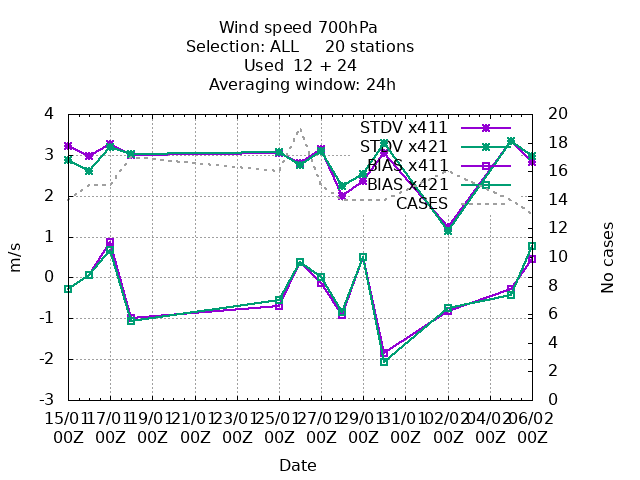 Wind speed 700hPa
Selection: ALL 20 stations
Used 12 + 24
Averaging window: 24h
4
3
2
1
0
-1
-2
-3
m/s
20
18
16
14
12
10
8
6
4
2
0
No cases
STDV x411
STDV x421
BIAS x411
BIAS x421
CASES
15/01 17/01 19/01 21/01 23/01 25/01 27/01 29/01 31/01 02/02 04/02 06/02
00Z 00Z 00Z 00Z 00Z 00Z 00Z 00Z 00Z 00Z 00Z 00Z
Date